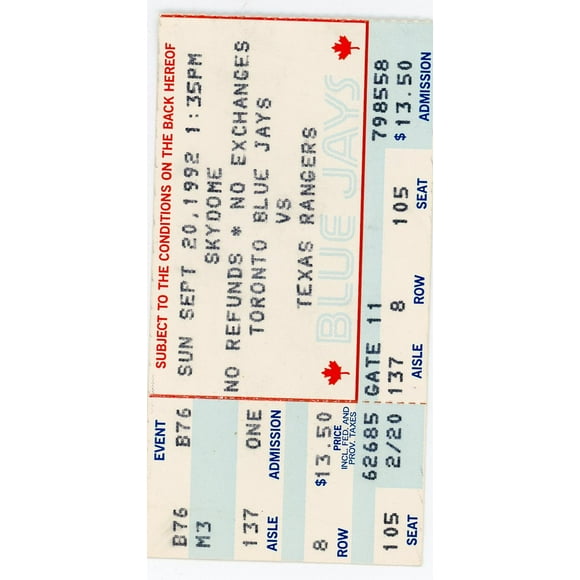 SUBJECT TO THE CONDITIONS ON THE BACK HEREOF
SUN SEPT 20,1992 1:35PM
SKYDOME
NO REFUNDS * NO EXCHANGES
TORONTO BLUE JAYS
VS
TEXAS RANGERS
BLUE JAYS
GATE 11 798558
137 8 105 $13.50
AISLE ROW SEAT ADMISSION
EVENT
B76 B76
M3
137 ONE
AISLE ADMISSION
8 $13.50
ROW PRICE
INCL. FED. AND
PROV. TAXES
62685
105 2/20
SEAT